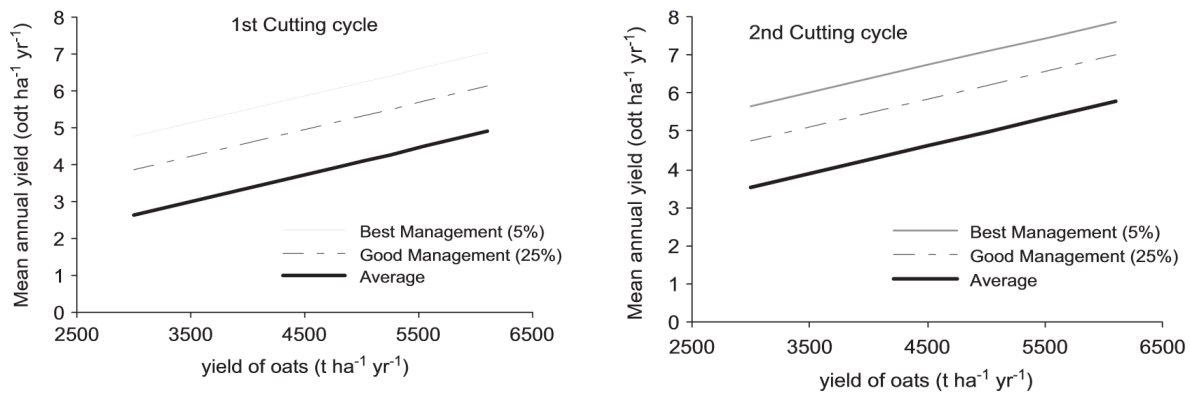 1st Cutting cycle
Mean annual yield (odt ha-1 yr-1)
8
7
6
5
4
3
2
1
0
Best Management (5%)
Good Management (25%)
Average
2500 3500 4500 5500 6500
yield of oats (t ha-1 yr-1)
2nd Cutting cycle
Mean annual yield (odt ha-1 yr-1)
8
7
6
5
4
3
2
1
0
Best Management (5%)
Good Management (25%)
Average
2500 3500 4500 5500 6500
yield of oats (t ha-1 yr-1)